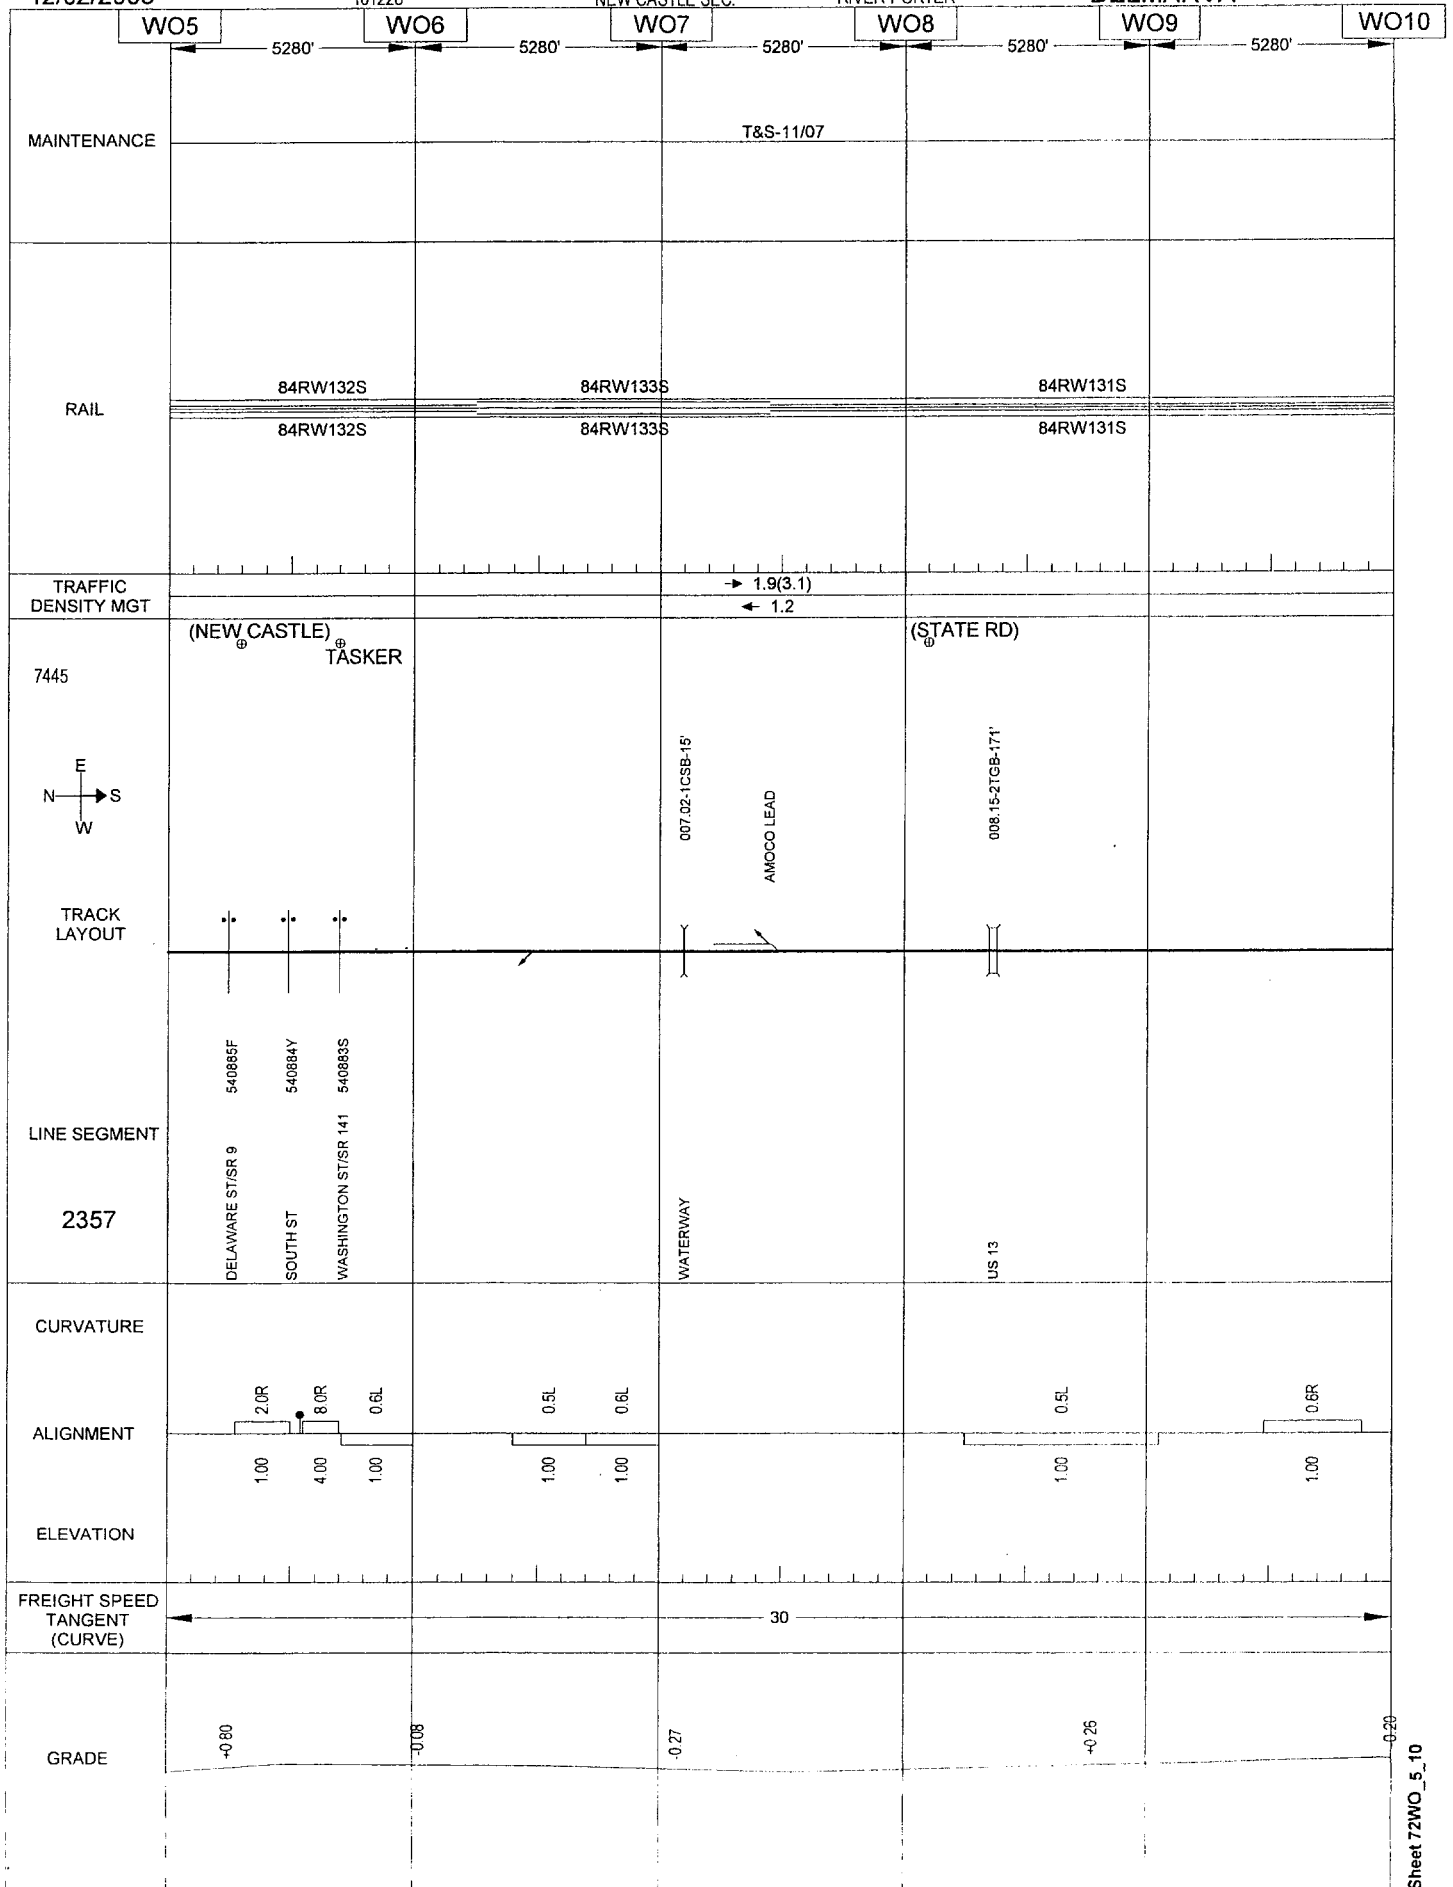 WO5 WO6 WO7 WO8 WO9 WO10
5280' 5280' 5280' 5280' 5280'
MAINTENANCE
T&S-11/07
RAIL
84RW132S 84RW133S 84RW131S
84RW132S 84RW133S 84RW131S
TRAFFIC
DENSITY MGT
→ 1.9(3.1)
← 1.2
(NEW CASTLE)
TASKER
(STATE RD)
7445
E
N S
W
007.02-1CSB-15'
AMOCO LEAD
008.15-2TGB-171'
TRACK
LAYOUT
540885F
540884Y
540883S
LINE SEGMENT
2357
DELAWARE ST/SR 9
SOUTH ST
WASHINGTON ST/SR 141
WATERWAY
US 13
CURVATURE
2.0R 8.0R 0.6L 0.5L 0.6L 0.5L 0.6R
ALIGNMENT
1.00 4.00 1.00 1.00 1.00 1.00 1.00
ELEVATION
FREIGHT SPEED
TANGENT
(CURVE)
30
GRADE
+0.80 -0.08 -0.27 +0.26 -0.20
Sheet 72WO_5_10